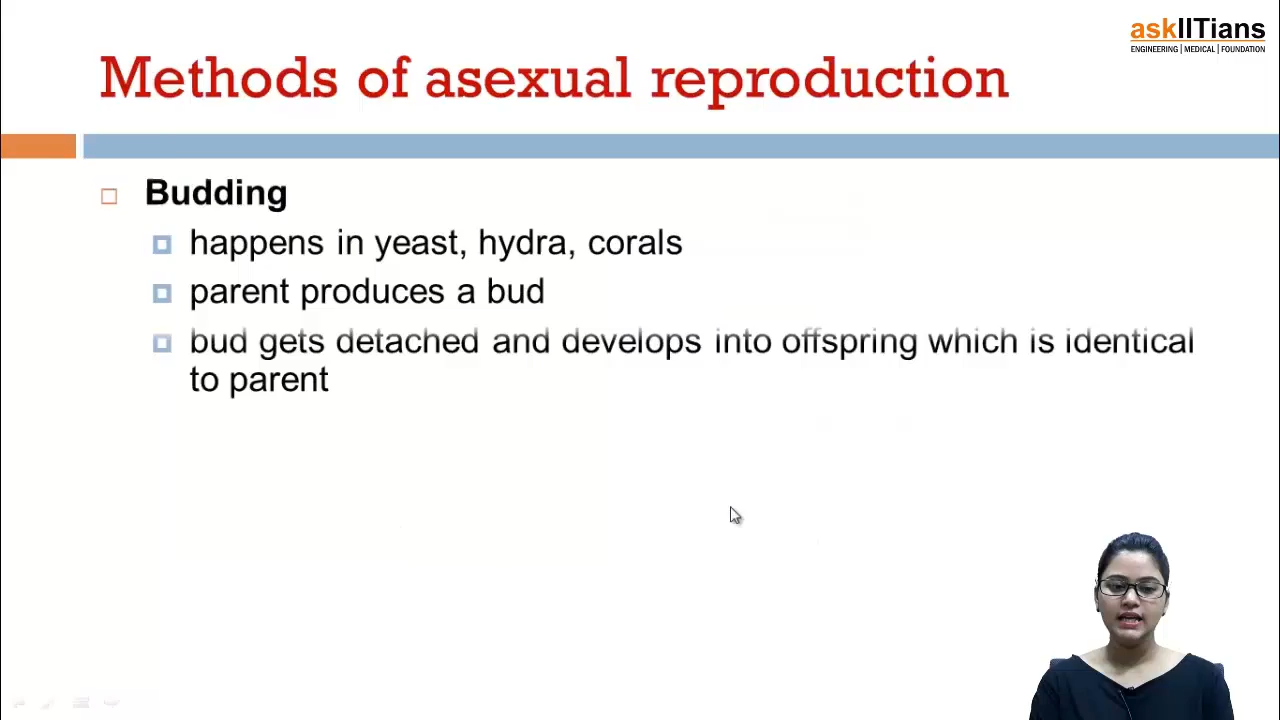 askIITians
ENGINEERING | MEDICAL | FOUNDATION
Methods of asexual reproduction
Budding
happens in yeast, hydra, corals
parent produces a bud
bud gets detached and develops into offspring which is identical
to parent